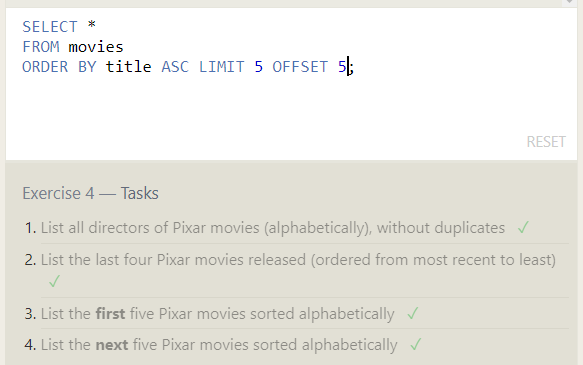 SELECT *
FROM movies
ORDER BY title ASC LIMIT 5 OFFSET 5;
RESET
Exercise 4 — Tasks
1. List all directors of Pixar movies (alphabetically), without duplicates ✓
2. List the last four Pixar movies released (ordered from most recent to least)
✓
3. List the first five Pixar movies sorted alphabetically ✓
4. List the next five Pixar movies sorted alphabetically ✓